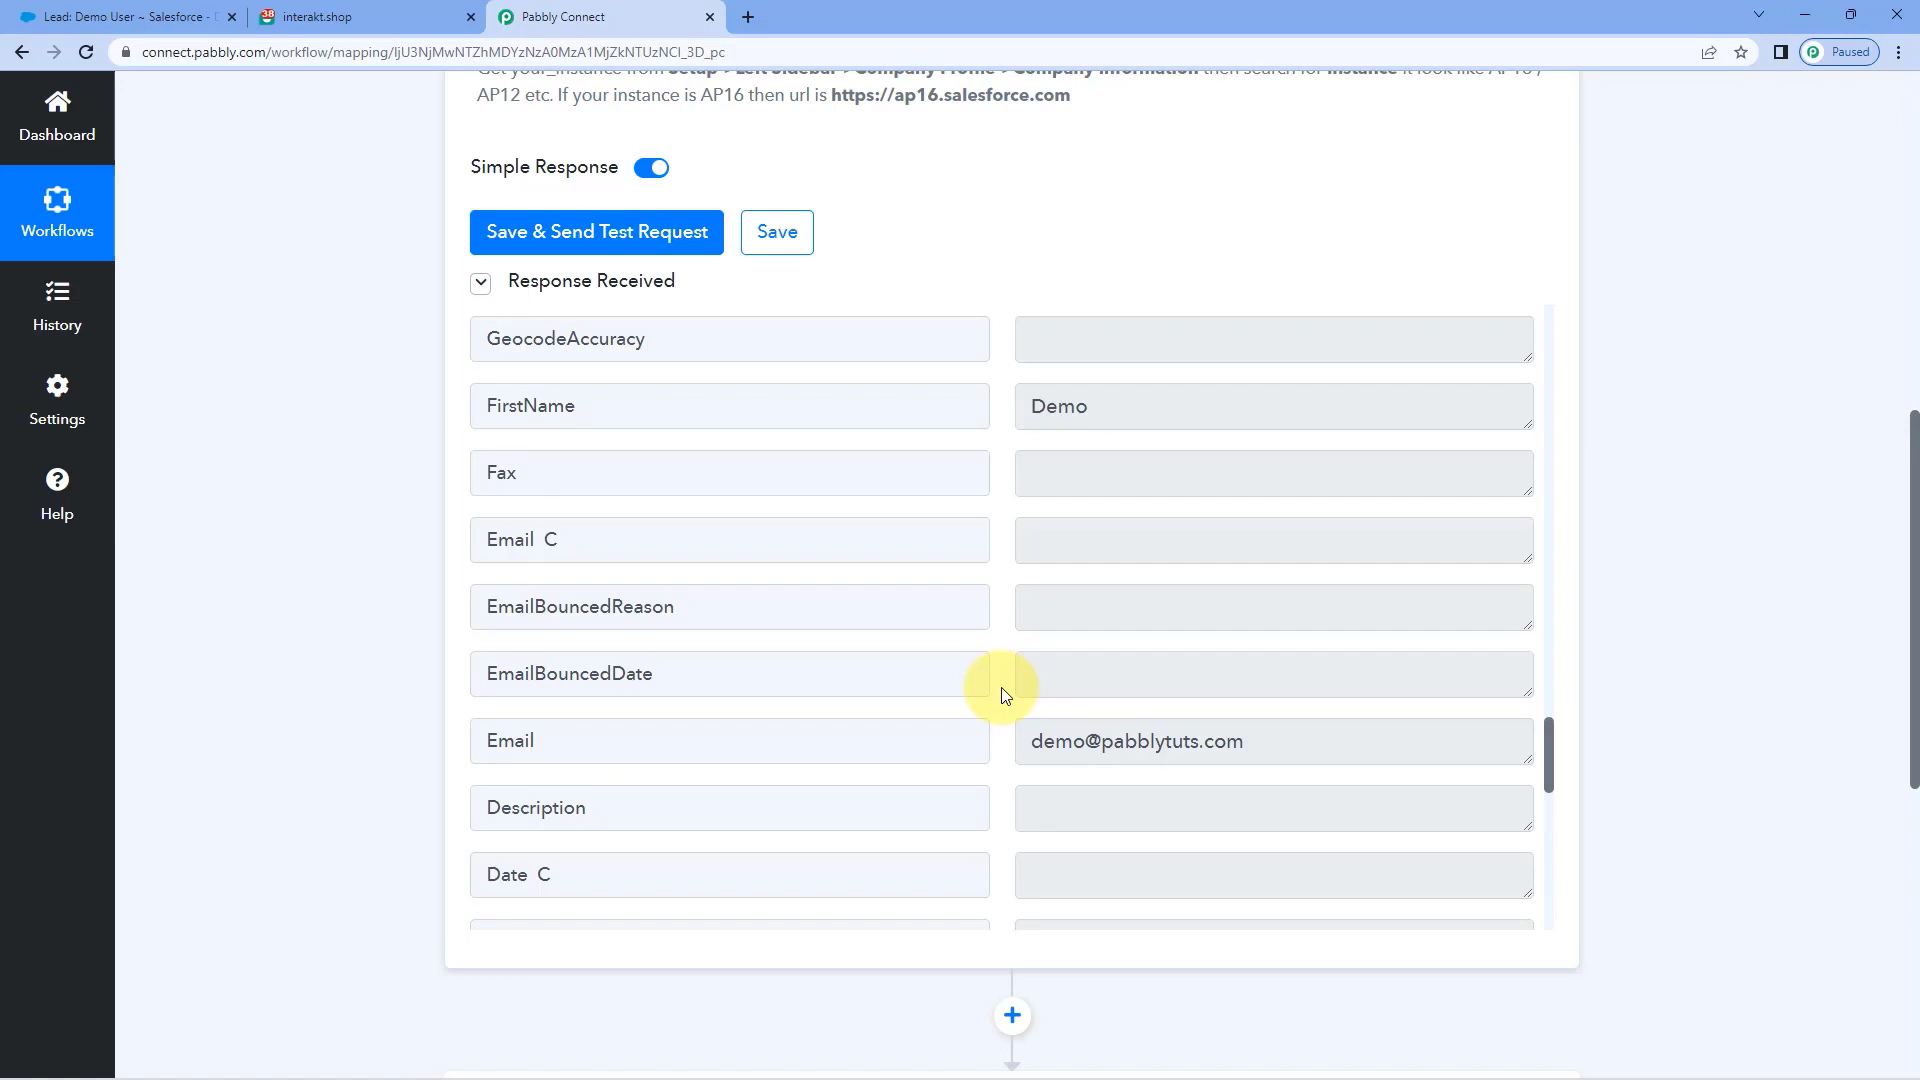 Lead: Demo User ~ Salesforce -
interakt.shop
38
Pabbly Connect
connect.pabbly.com/workflow/mapping/IjU3NjMwNTZhMDYzNzA0MzA1MjZkNTUzNCI_3D_pc
Paused
Get your_instance from Setup > Left Sidebar > Company Profile > Company Information then search for Instance it look like AP16 /
AP12 etc. If your instance is AP16 then url is https://ap16.salesforce.com
Dashboard
Workflows
History
Settings
Help
Simple Response
Save & Send Test Request
Save
Response Received
GeocodeAccuracy
FirstName
Demo
Fax
Email C
EmailBouncedReason
EmailBouncedDate
Email
demo@pabblytuts.com
Description
Date C